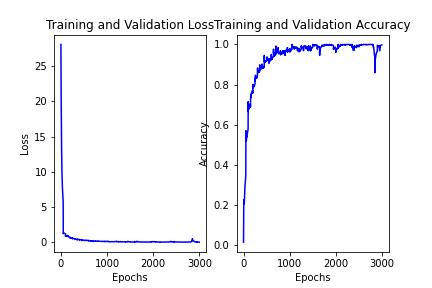 Training and Validation Loss
Loss
25
20
15
10
5
0
0 1000 2000 3000
Epochs
Training and Validation Accuracy
Accuracy
1.0
0.8
0.6
0.4
0.2
0.0
0 1000 2000 3000
Epochs